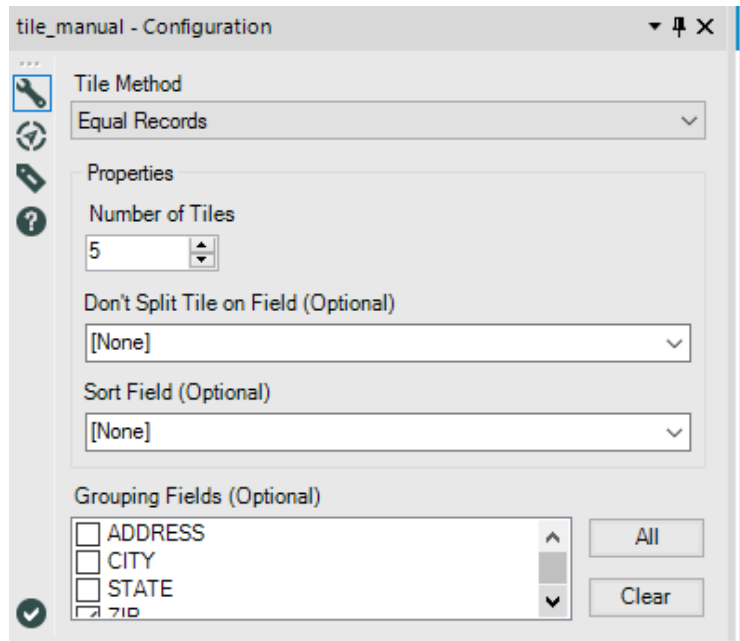 tile_manual - Configuration
Tile Method
Equal Records
Properties
Number of Tiles
5
Don't Split Tile on Field (Optional)
[None]
Sort Field (Optional)
[None]
Grouping Fields (Optional)
ADDRESS
All
CITY
STATE
Clear
ZIP